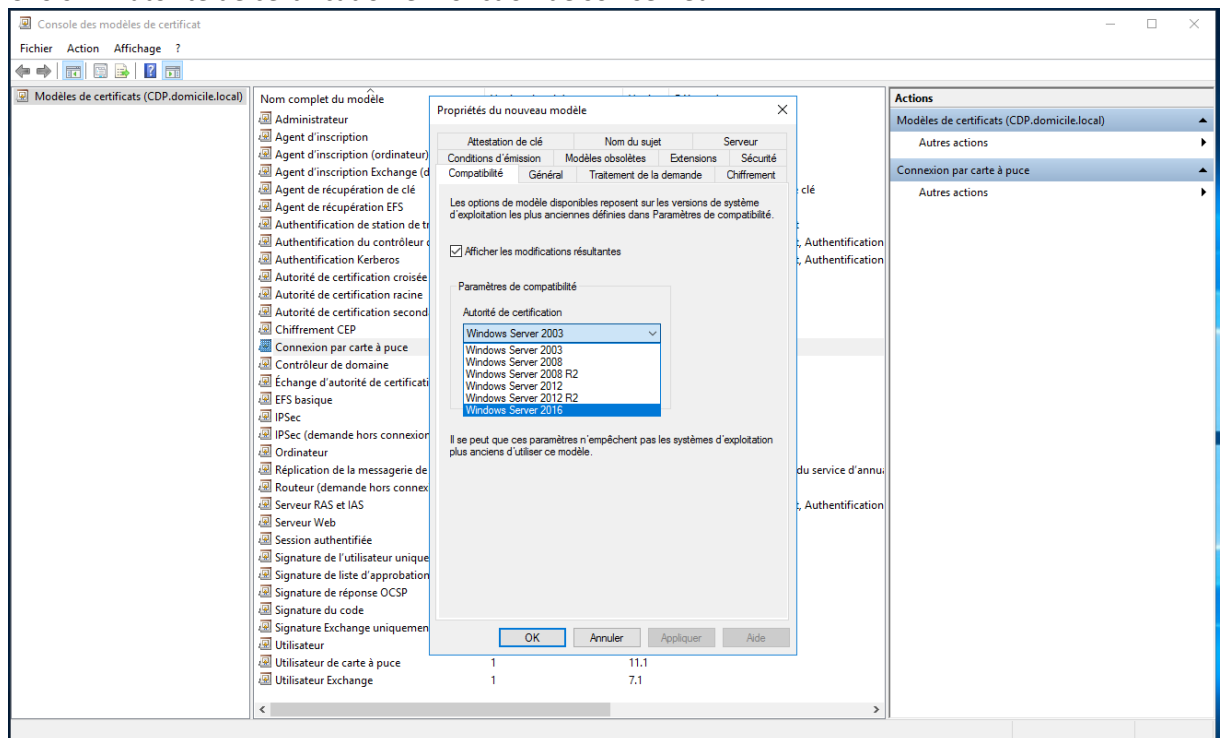 Console des modèles de certificat
Fichier Action Affichage ?
Modèles de certificats (CDP.domicile.local)
Nom complet du modèle
Administrateur
Agent d'inscription
Agent d'inscription (ordinateur)
Agent d'inscription Exchange (d
Agent de récupération de clé
Agent de récupération EFS
Authentification de station de tr
Authentification du contrôleur
Authentification Kerberos
Autorité de certification croisée
Autorité de certification racine
Autorité de certification second
Chiffrement CEP
Connexion par carte à puce
Contrôleur de domaine
Échange d'autorité de certificati
EFS basique
IPSec
IPSec (demande hors connexion
Ordinateur
Réplication de la messagerie de
Routeur (demande hors connex
Serveur RAS et IAS
Serveur Web
Session authentifiée
Signature de l'utilisateur unique
Signature de liste d'approbation
Signature de réponse OCSP
Signature du code
Signature Exchange uniquemen
Utilisateur
Utilisateur de carte à puce 1 11.1
Utilisateur Exchange 1 7.1
clé
, Authentification
, Authentification
du service d'annu
, Authentification
Propriétés du nouveau modèle
Attestation de clé Nom du sujet Serveur
Conditions d'émission Modèles obsolètes Extensions Sécurité
Compatibilité Général Traitement de la demande Chiffrement
Les options de modèle disponibles reposent sur les versions de système
d'exploitation les plus anciennes définies dans Paramètres de compatibilité.
Afficher les modifications résultantes
Paramètres de compatibilité
Autorité de certification
Windows Server 2003
Windows Server 2003
Windows Server 2008
Windows Server 2008 R2
Windows Server 2012
Windows Server 2012 R2
Windows Server 2016
Il se peut que ces paramètres n'empêchent pas les systèmes d'exploitation
plus anciens d'utiliser ce modèle.
OK Annuler Appliquer Aide
Actions
Modèles de certificats (CDP.domicile.local)
Autres actions
Connexion par carte à puce
Autres actions